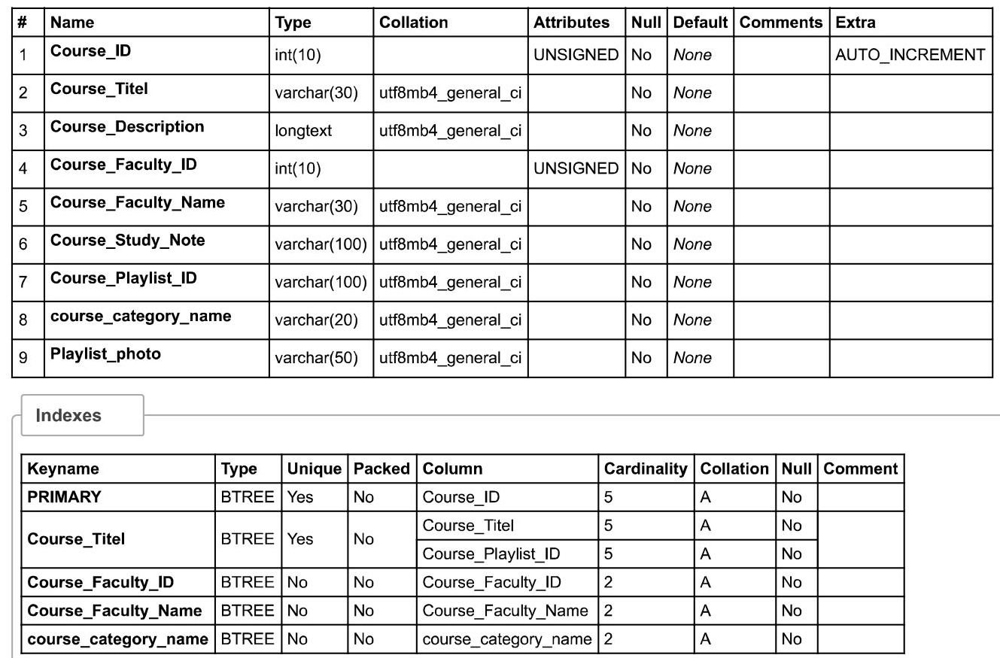 # Name Type Collation Attributes Null Default Comments Extra
1 Course_ID int(10) UNSIGNED No None AUTO_INCREMENT
2 Course_Titel varchar(30) utf8mb4_general_ci No None
3 Course_Description longtext utf8mb4_general_ci No None
4 Course_Faculty_ID int(10) UNSIGNED No None
5 Course_Faculty_Name varchar(30) utf8mb4_general_ci No None
6 Course_Study_Note varchar(100) utf8mb4_general_ci No None
7 Course_Playlist_ID varchar(100) utf8mb4_general_ci No None
8 course_category_name varchar(20) utf8mb4_general_ci No None
9 Playlist_photo varchar(50) utf8mb4_general_ci No None
Indexes
Keyname Type Unique Packed Column Cardinality Collation Null Comment
PRIMARY BTREE Yes No Course_ID 5 A No
Course_Titel BTREE Yes No Course_Titel 5 A No
Course_Playlist_ID 5 A No
Course_Faculty_ID BTREE No No Course_Faculty_ID 2 A No
Course_Faculty_Name BTREE No No Course_Faculty_Name 2 A No
course_category_name BTREE No No course_category_name 2 A No